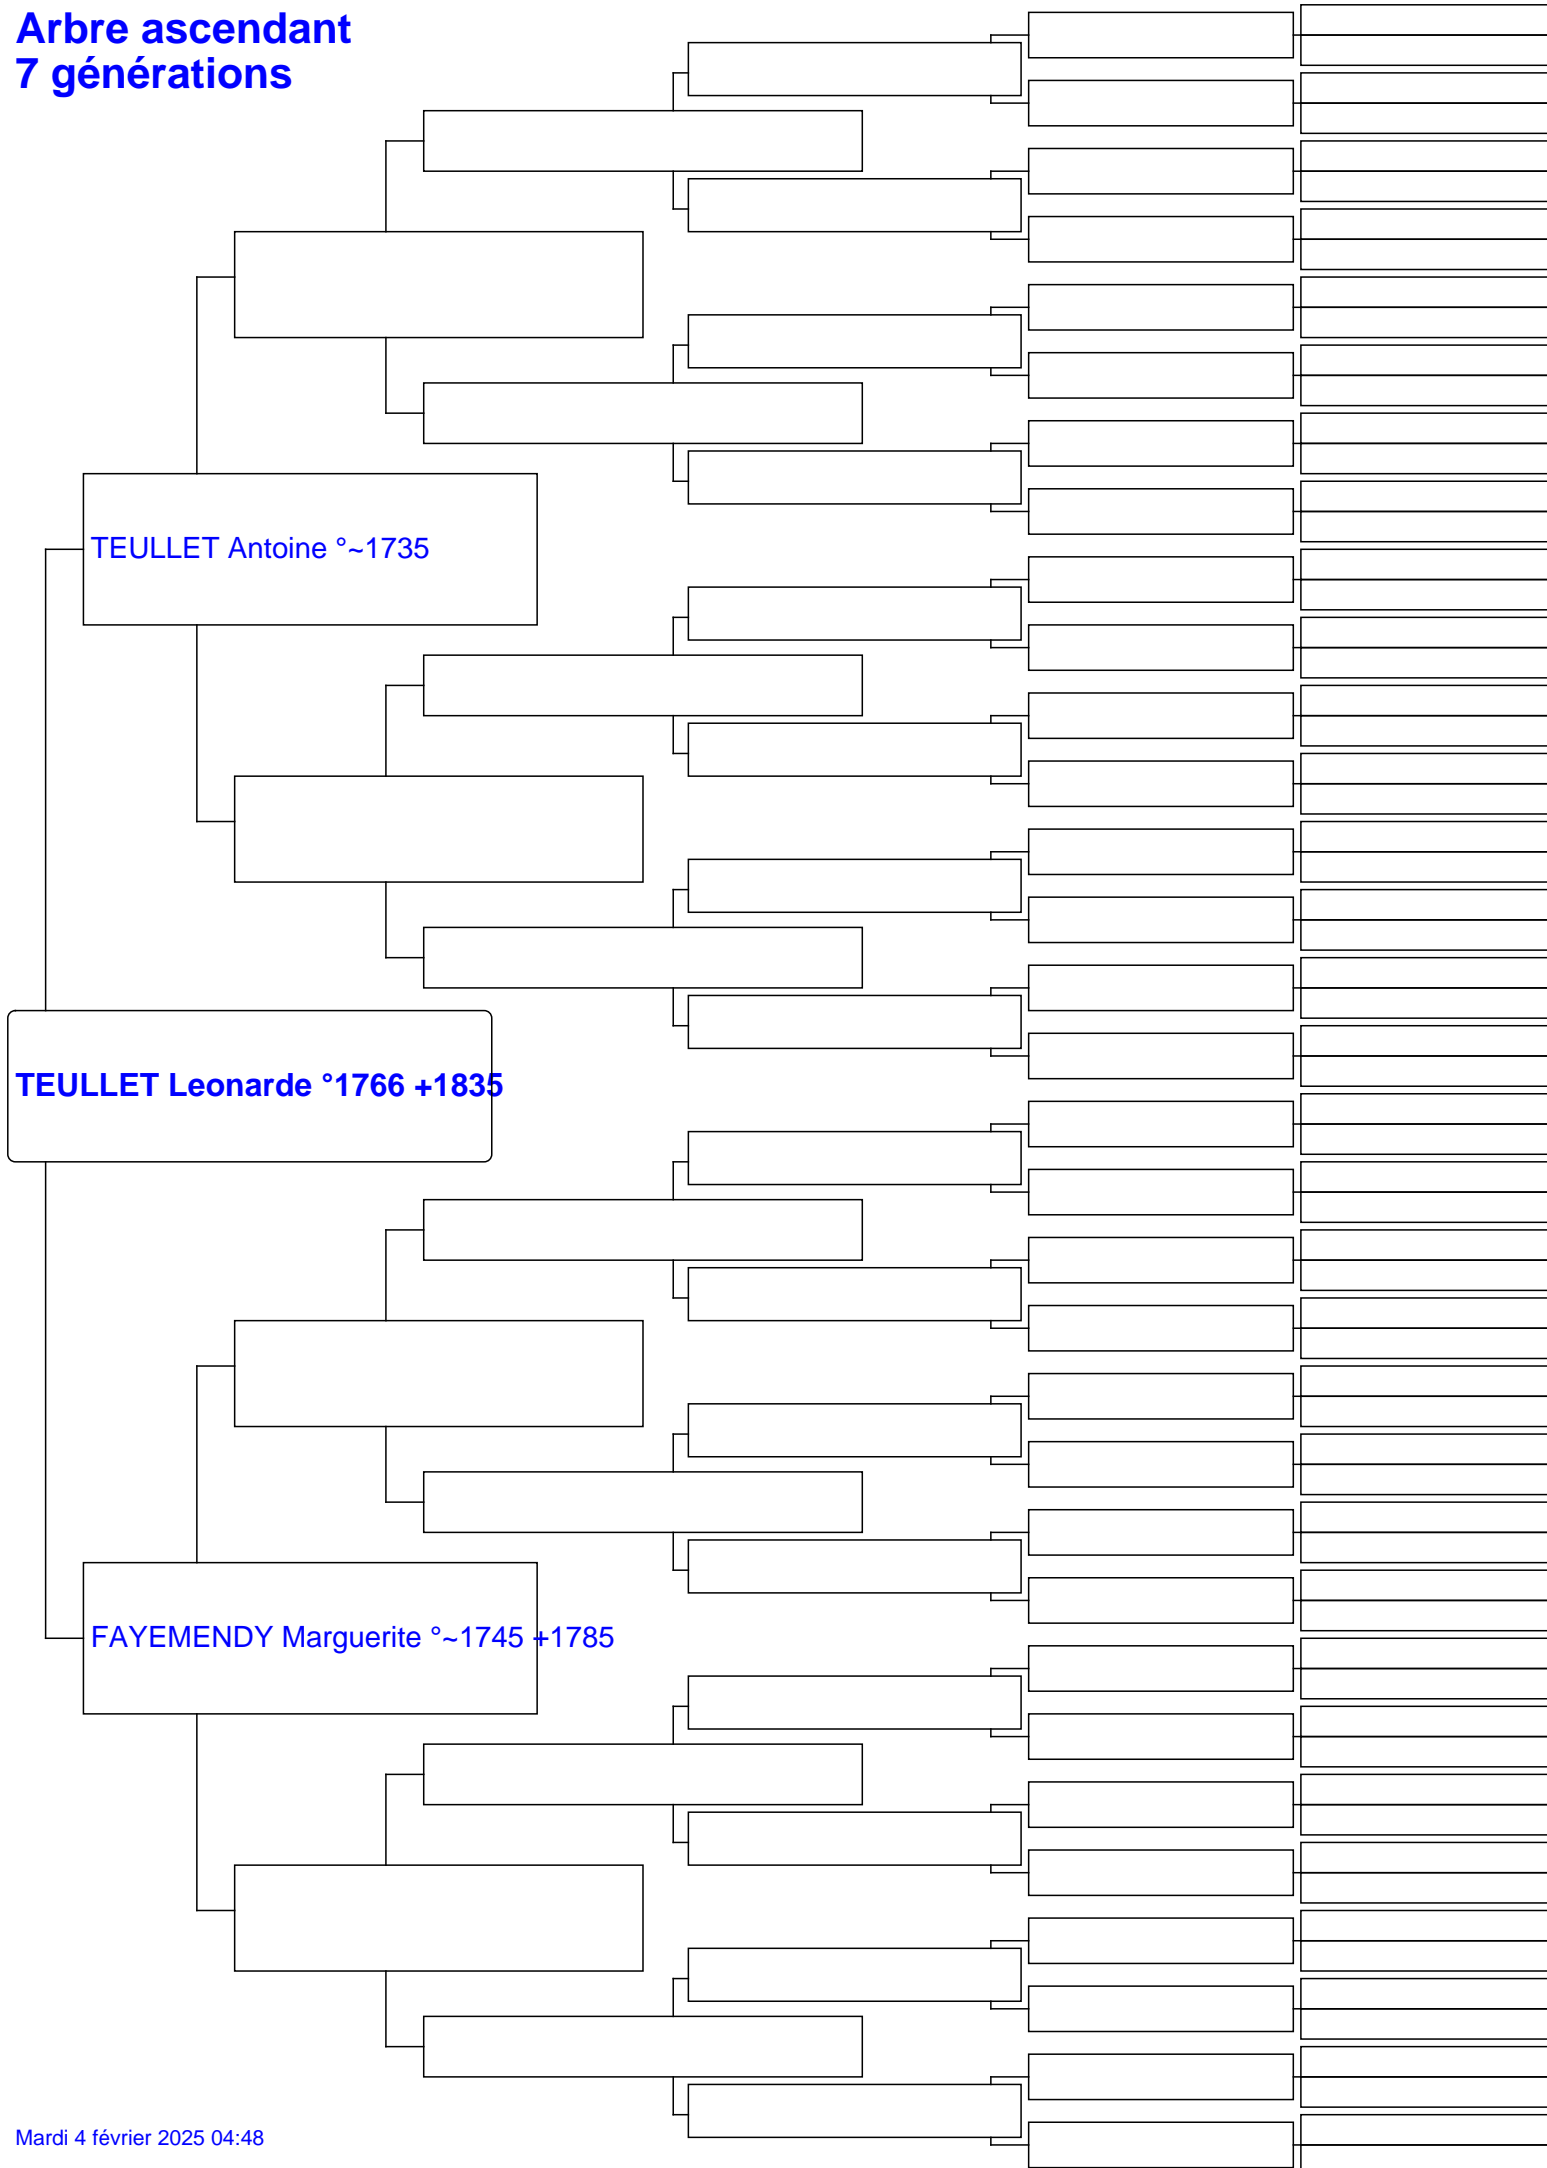 Arbre ascendant
7 générations
TEULLET Antoine °~1735
TEULLET Leonarde °1766 +1835
FAYEMENDY Marguerite °~1745 +1785
Mardi 4 février 2025 04:48